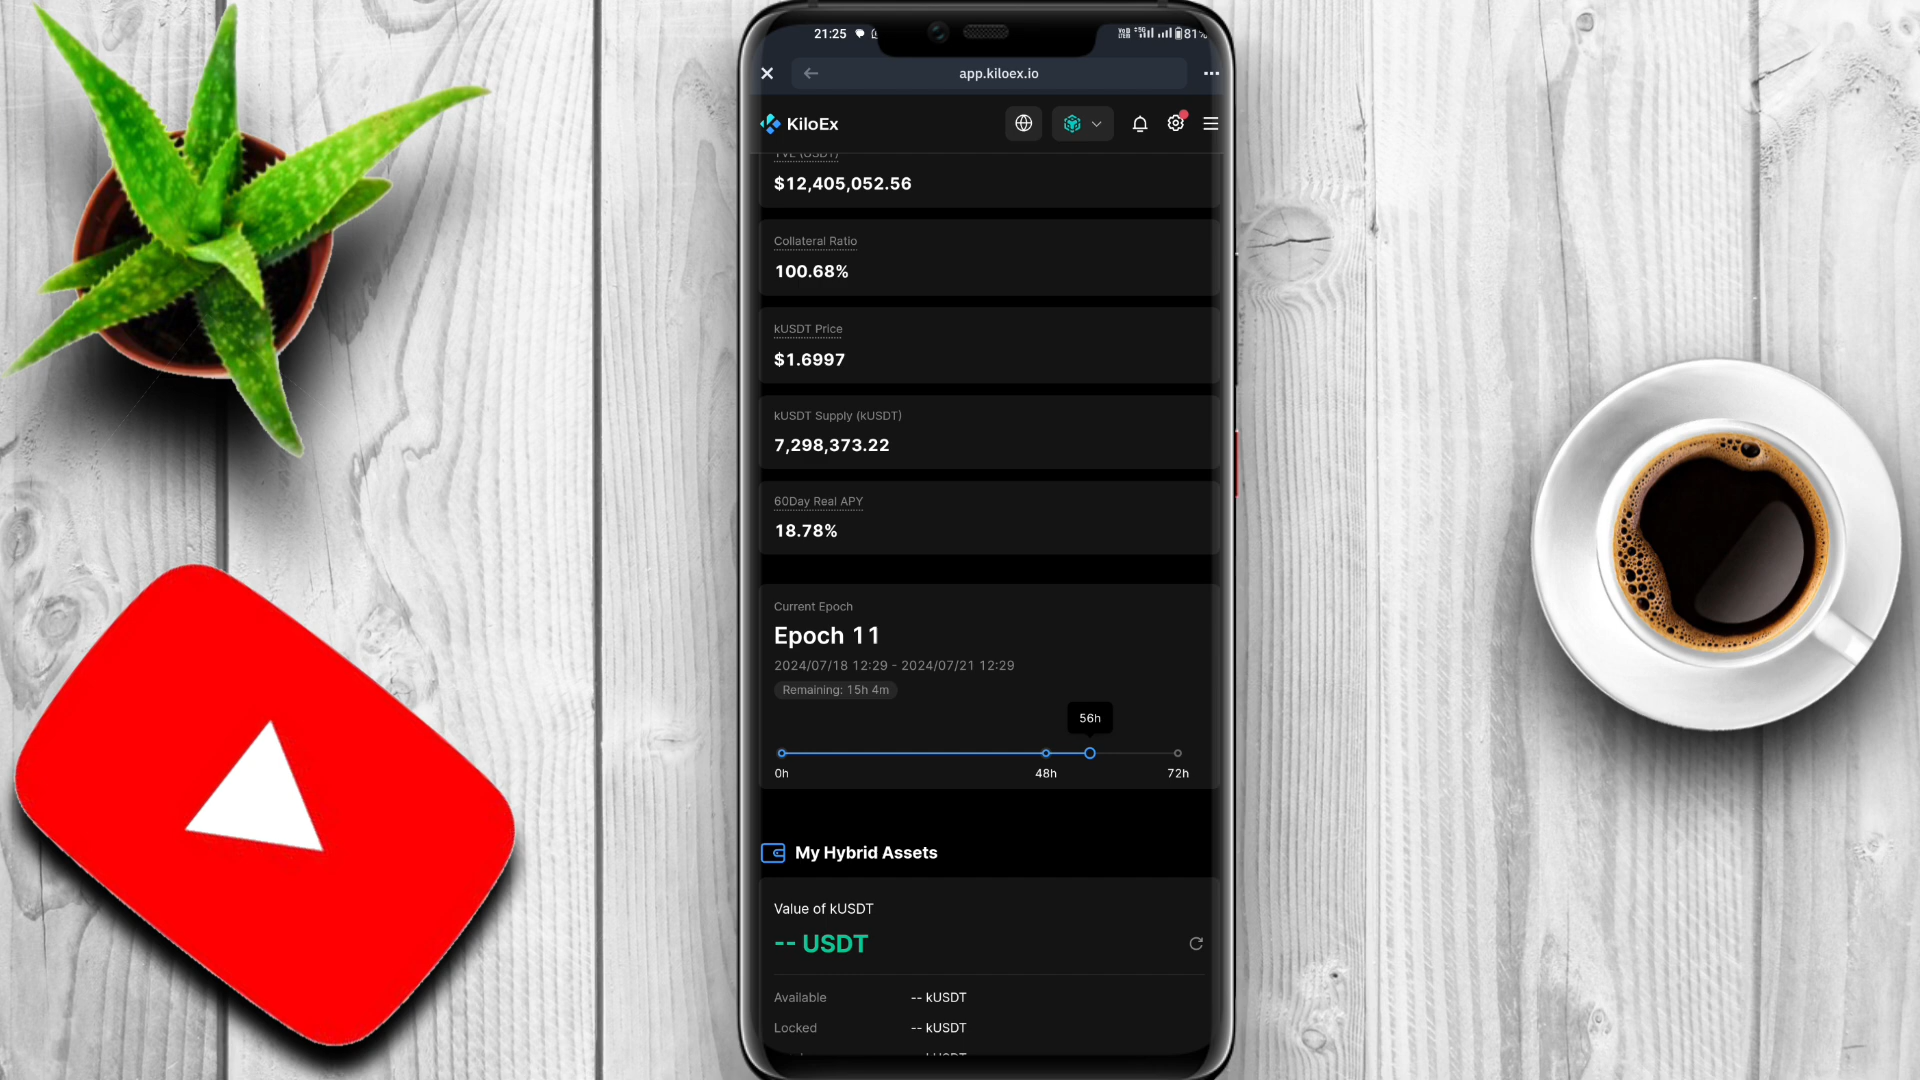 21:25
81%
app.kiloex.io
KiloEx
TVL (USDT)
$12,405,052.56
Collateral Ratio
100.68%
kUSDT Price
$1.6997
kUSDT Supply (kUSDT)
7,298,373.22
60Day Real APY
18.78%
Current Epoch
Epoch 11
2024/07/18 12:29 - 2024/07/21 12:29
Remaining: 15h 4m
56h
0h 48h 72h
My Hybrid Assets
Value of kUSDT
-- USDT
Available -- kUSDT
Locked -- kUSDT